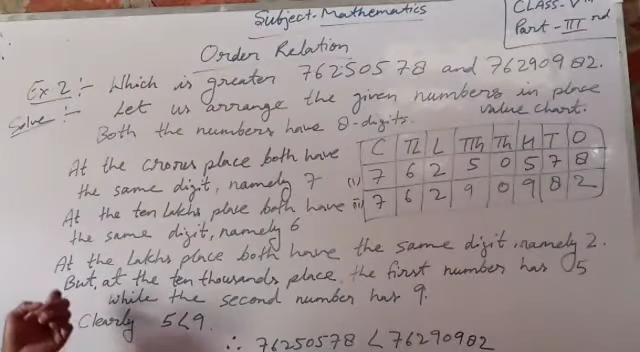 Subject-Mathematics
CLASS-V
Part-III rd
Order Relation
Ex 2:- Which is greater 76250578 and 76290982.
Solve:- Let us arrange the given numbers in place value chart.
Both the numbers have 8-digits.
C TL L TTh Th H T O
(i) 7 6 2 5 0 5 7 8
(ii) 7 6 2 9 0 9 8 2
At the crores place both have
the same digit, namely 7
At the ten lakhs place both have
the same digit, namely 6
At the lakhs place both have the same digit, namely 2.
But, at the ten thousands place, the first number has 5
while the second number has 9.
Clearly 5<9.
∴ 76250578 < 76290982